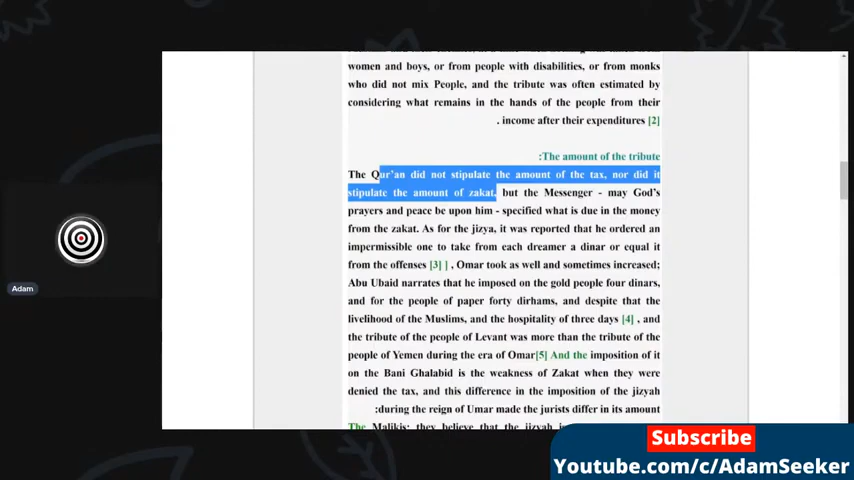 women and boys, or from people with disabilities, or from monks
who did not mix People, and the tribute was often estimated by
considering what remains in the hands of the people from their
. income after their expenditures [2]
:The amount of the tribute
The Qur'an did not stipulate the amount of the tax, nor did it
stipulate the amount of zakat, but the Messenger - may God's
prayers and peace be upon him - specified what is due in the money
from the zakat. As for the jizya, it was reported that he ordered an
impermissible one to take from each dreamer a dinar or equal it
from the offenses [3] ] , Omar took as well and sometimes increased;
Abu Ubaid narrates that he imposed on the gold people four dinars,
and for the people of paper forty dirhams, and despite that the
livelihood of the Muslims, and the hospitality of three days [4] , and
the tribute of the people of Levant was more than the tribute of the
people of Yemen during the era of Omar[5] And the imposition of it
on the Bani Ghalabid is the weakness of Zakat when they were
denied the tax, and this difference in the imposition of the jizyah
:during the reign of Umar made the jurists differ in its amount
The Malikis: they believe that the jizyah
Adam
Subscribe
Youtube.com/c/AdamSeeker